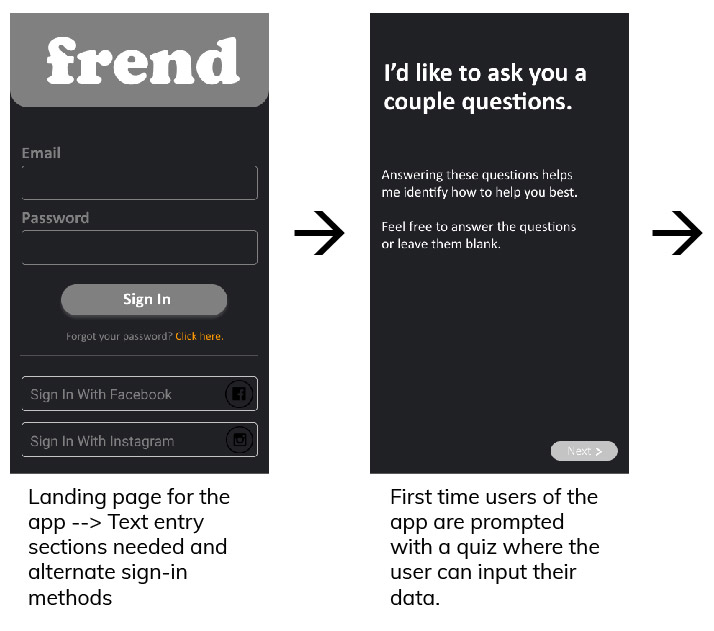 frend
Email
Password
Sign In
Forgot your password? Click here.
Sign In With Facebook
Sign In With Instagram
Landing page for the
app --> Text entry
sections needed and
alternate sign-in
methods
I'd like to ask you a
couple questions.
Answering these questions helps
me identify how to help you best.
Feel free to answer the questions
or leave them blank.
Next >
First time users of the
app are prompted
with a quiz where the
user can input their
data.